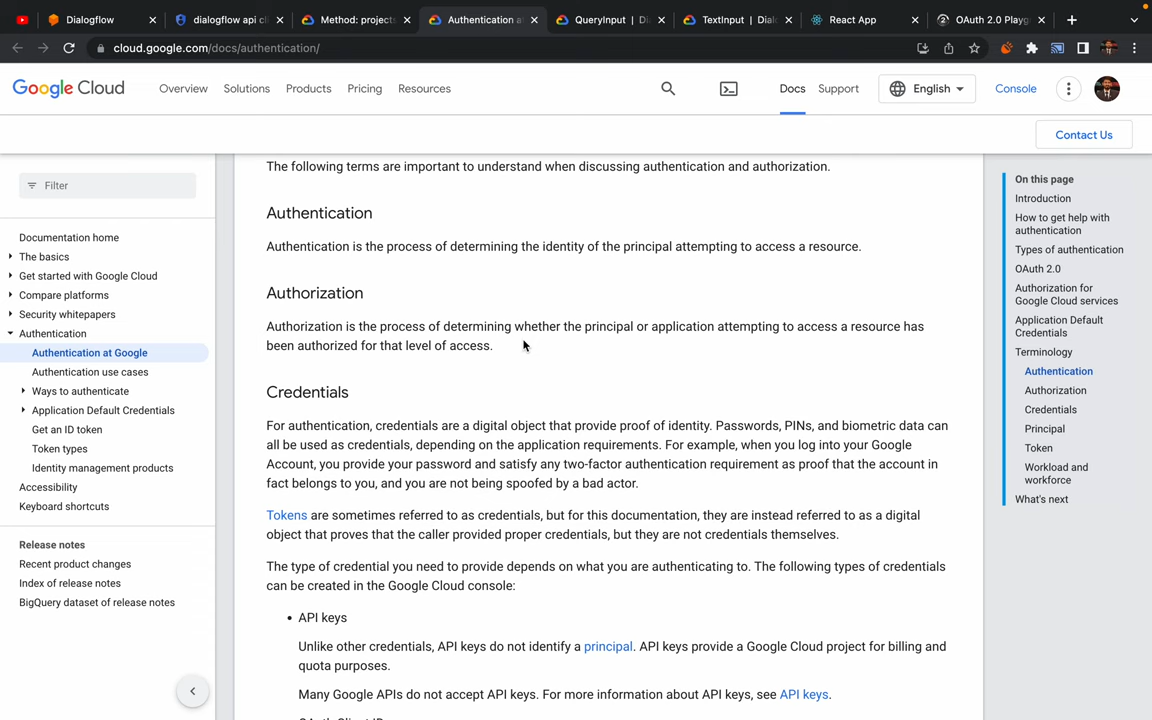 Dialogflow
dialogflow api cli
Method: projects
Authentication a
QueryInput | Di
TextInput | Dial
React App
OAuth 2.0 Playg
cloud.google.com/docs/authentication/
Google Cloud
Overview
Solutions
Products
Pricing
Resources
Docs
Support
English
Console
Contact Us
Filter
Documentation home
The basics
Get started with Google Cloud
Compare platforms
Security whitepapers
Authentication
Authentication at Google
Authentication use cases
Ways to authenticate
Application Default Credentials
Get an ID token
Token types
Identity management products
Accessibility
Keyboard shortcuts
Release notes
Recent product changes
Index of release notes
BigQuery dataset of release notes
The following terms are important to understand when discussing authentication and authorization.
Authentication
Authentication is the process of determining the identity of the principal attempting to access a resource.
Authorization
Authorization is the process of determining whether the principal or application attempting to access a resource has
been authorized for that level of access.
Credentials
For authentication, credentials are a digital object that provide proof of identity. Passwords, PINs, and biometric data can
all be used as credentials, depending on the application requirements. For example, when you log into your Google
Account, you provide your password and satisfy any two-factor authentication requirement as proof that the account in
fact belongs to you, and you are not being spoofed by a bad actor.
Tokens are sometimes referred to as credentials, but for this documentation, they are instead referred to as a digital
object that proves that the caller provided proper credentials, but they are not credentials themselves.
The type of credential you need to provide depends on what you are authenticating to. The following types of credentials
can be created in the Google Cloud console:
• API keys
Unlike other credentials, API keys do not identify a principal. API keys provide a Google Cloud project for billing and
quota purposes.
Many Google APIs do not accept API keys. For more information about API keys, see API keys.
OAuth Client ID
On this page
Introduction
How to get help with
authentication
Types of authentication
OAuth 2.0
Authorization for
Google Cloud services
Application Default
Credentials
Terminology
Authentication
Authorization
Credentials
Principal
Token
Workload and
workforce
What's next